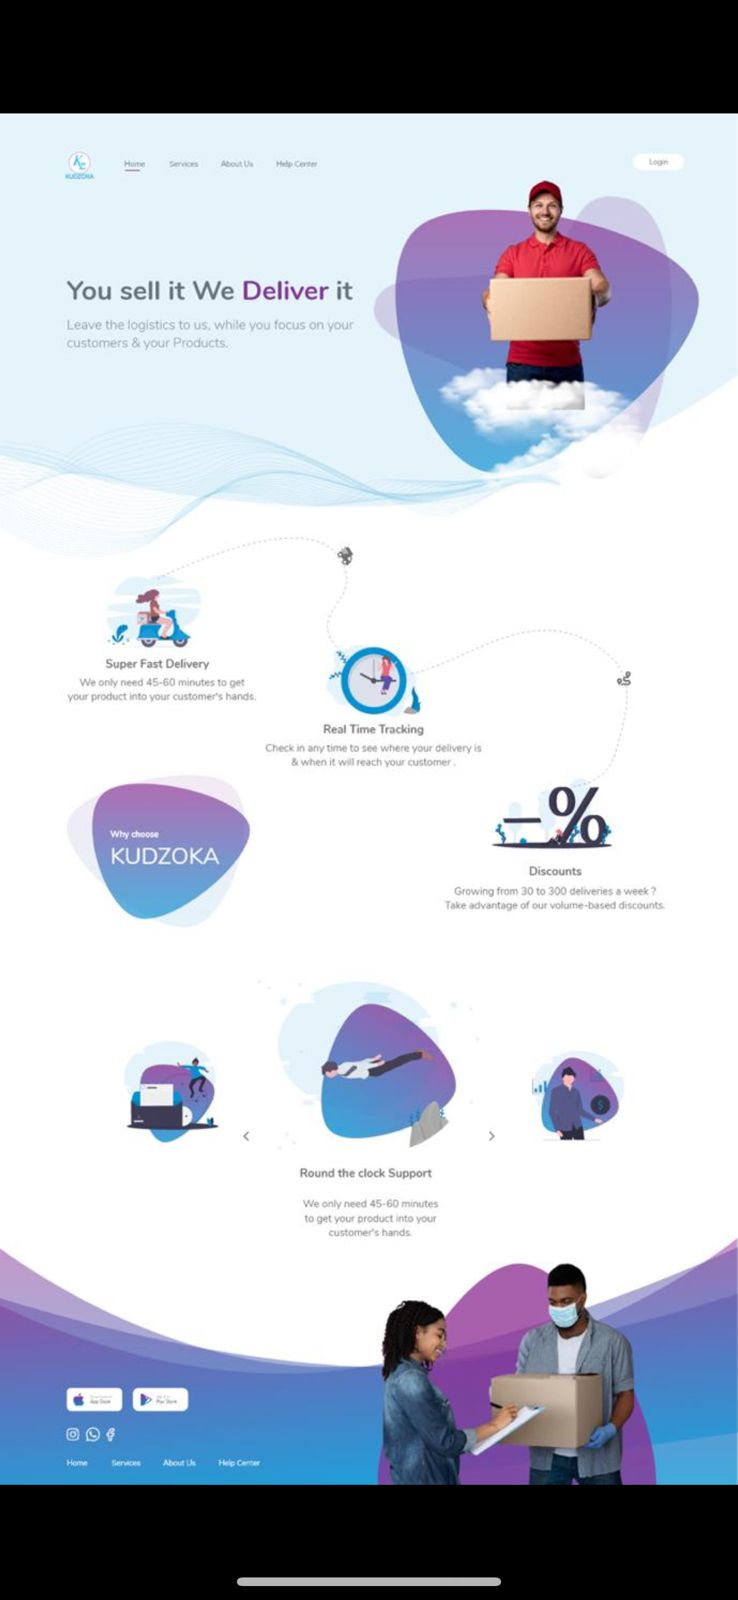 KUDZOKA
Home
Services
About Us
Help Center
Login
You sell it We Deliver it
Leave the logistics to us, while you focus on your
customers & your Products.
Super Fast Delivery
We only need 45-60 minutes to get
your product into your customer's hands.
Real Time Tracking
Check in any time to see where your delivery is
& when it will reach your customer .
Why choose
KUDZOKA
Discounts
Growing from 30 to 300 deliveries a week ?
Take advantage of our volume-based discounts.
Round the clock Support
We only need 45-60 minutes
to get your product into your
customer's hands.
App Store
Play Store
Home
Services
About Us
Help Center